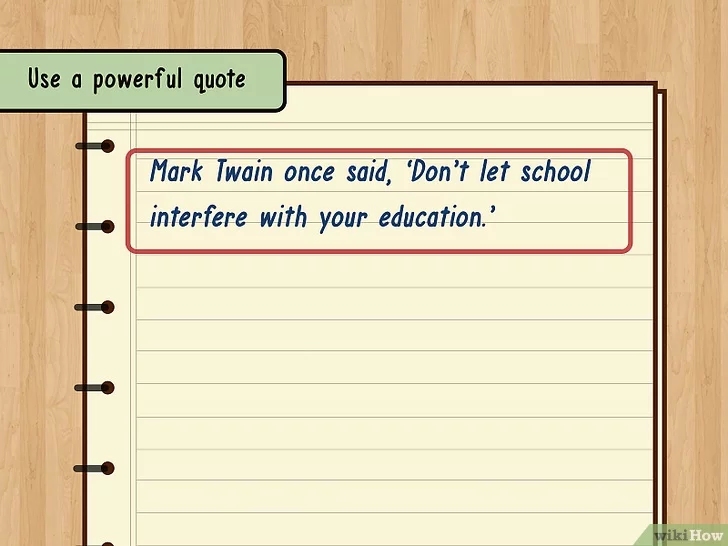 Use a powerful quote
Mark Twain once said, ‘Don’t let school
interfere with your education.’
wikiHow